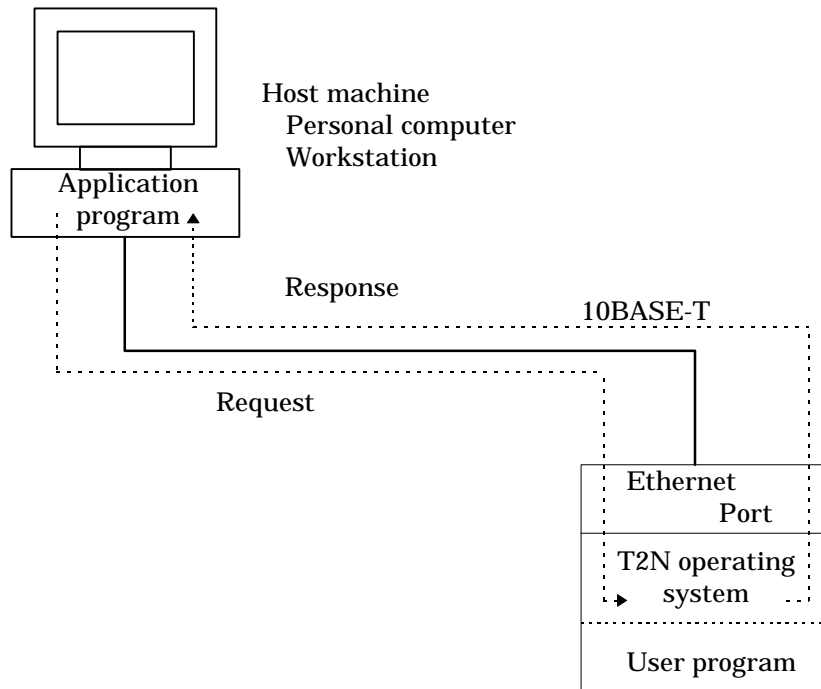 Host machine
Personal computer
Workstation
Application
program
Response
10BASE-T
Request
Ethernet
Port
T2N operating
system
User program